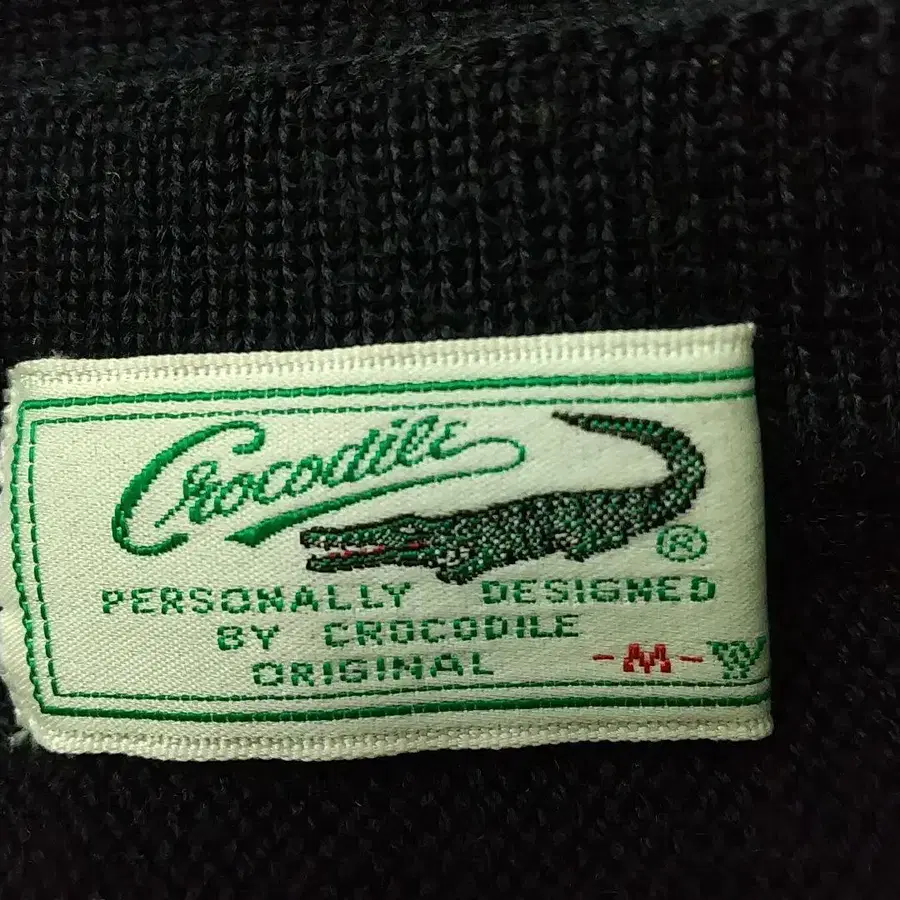 Crocodile
®
PERSONALLY DESIGNED
BY CROCODILE
ORIGINAL
-M- W